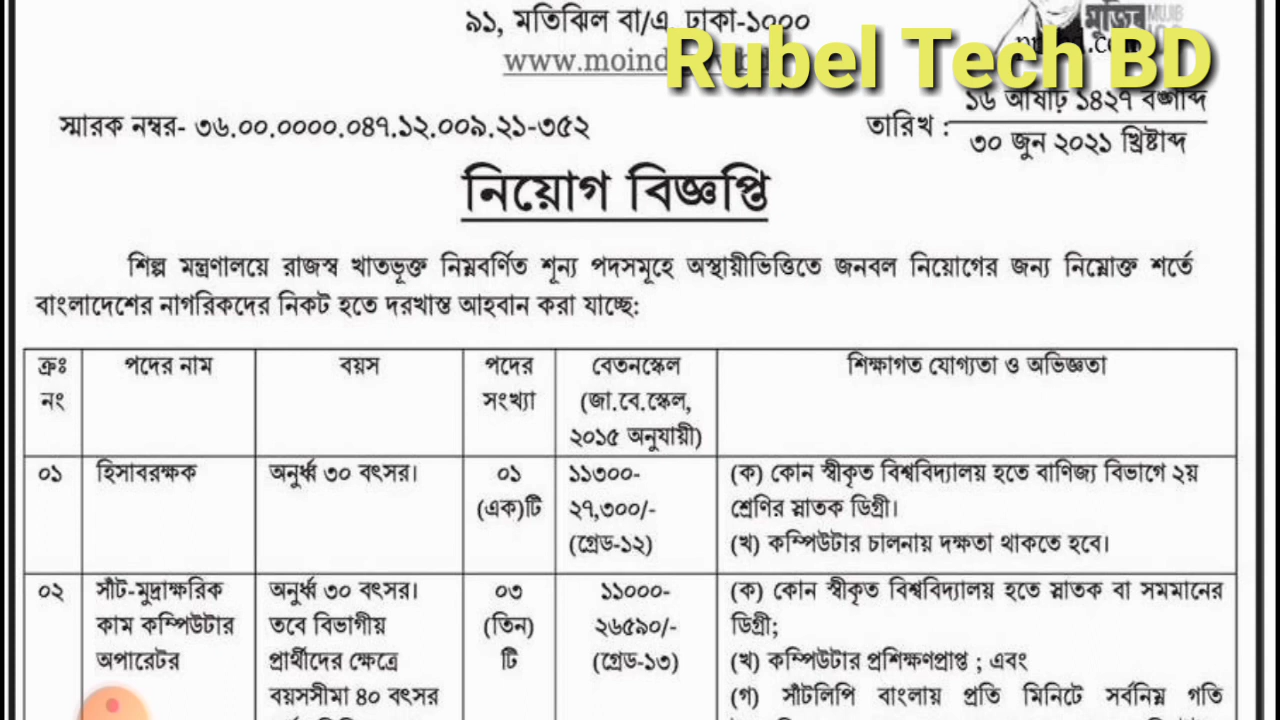 ৯১, মতিঝিল বা/এ, ঢাকা-১০০০
মুজিব MUJIB
Rubel Tech BD
১৬ আষাঢ় ১৪২৭ বঙ্গাব্দ
স্মারক নম্বর- ৩৬.০০.০০০০.০৪৭.১২.০০৯.২১-৩৫২
তারিখ :
৩০ জুন ২০২১ খ্রিষ্টাব্দ
নিয়োগ বিজ্ঞপ্তি
শিল্প মন্ত্রণালয়ে রাজস্ব খাতভূক্ত নিম্নবর্ণিত শূন্য পদসমূহে অস্থায়ীভিত্তিতে জনবল নিয়োগের জন্য নিম্নোক্ত শর্তে
বাংলাদেশের নাগরিকদের নিকট হতে দরখাস্ত আহবান করা যাচ্ছে:
ক্রঃ নং
পদের নাম
বয়স
পদের সংখ্যা
বেতনস্কেল
(জা.বে.স্কেল,
২০১৫ অনুযায়ী)
শিক্ষাগত যোগ্যতা ও অভিজ্ঞতা
০১
হিসাবরক্ষক
অনুর্ধ্ব ৩০ বৎসর।
০১
(এক)টি
১১৩০০-
২৭,৩০০/-
(গ্রেড-১২)
(ক) কোন স্বীকৃত বিশ্ববিদ্যালয় হতে বাণিজ্য বিভাগে ২য়
শ্রেণির স্নাতক ডিগ্রী।
(খ) কম্পিউটার চালনায় দক্ষতা থাকতে হবে।
০২
সাঁট-মুদ্রাক্ষরিক
কাম কম্পিউটার
অপারেটর
অনুর্ধ্ব ৩০ বৎসর।
তবে বিভাগীয়
প্রার্থীদের ক্ষেত্রে
বয়সসীমা ৪০ বৎসর
০৩
(তিন)
টি
১১০০০-
২৬৫৯০/-
(গ্রেড-১৩)
(ক) কোন স্বীকৃত বিশ্ববিদ্যালয় হতে স্নাতক বা সমমানের
ডিগ্রী;
(খ) কম্পিউটার প্রশিক্ষণপ্রাপ্ত ; এবং
(গ) সাঁটলিপি বাংলায় প্রতি মিনিটে সর্বনিম্ন গতি